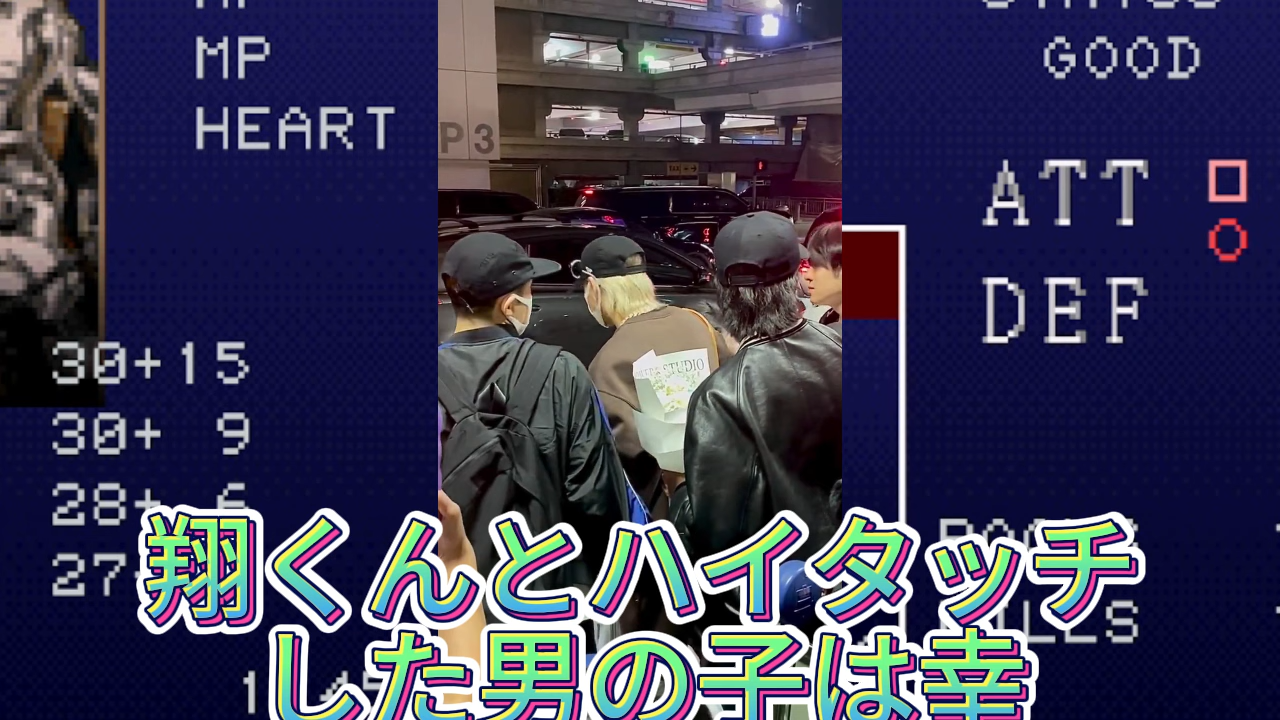 MP
HEART
30+15
30+ 9
28+ 6
27
GOOD
ATT
DEF
P3
STUDIO
翔くんとハイタッチ
した男の子は幸